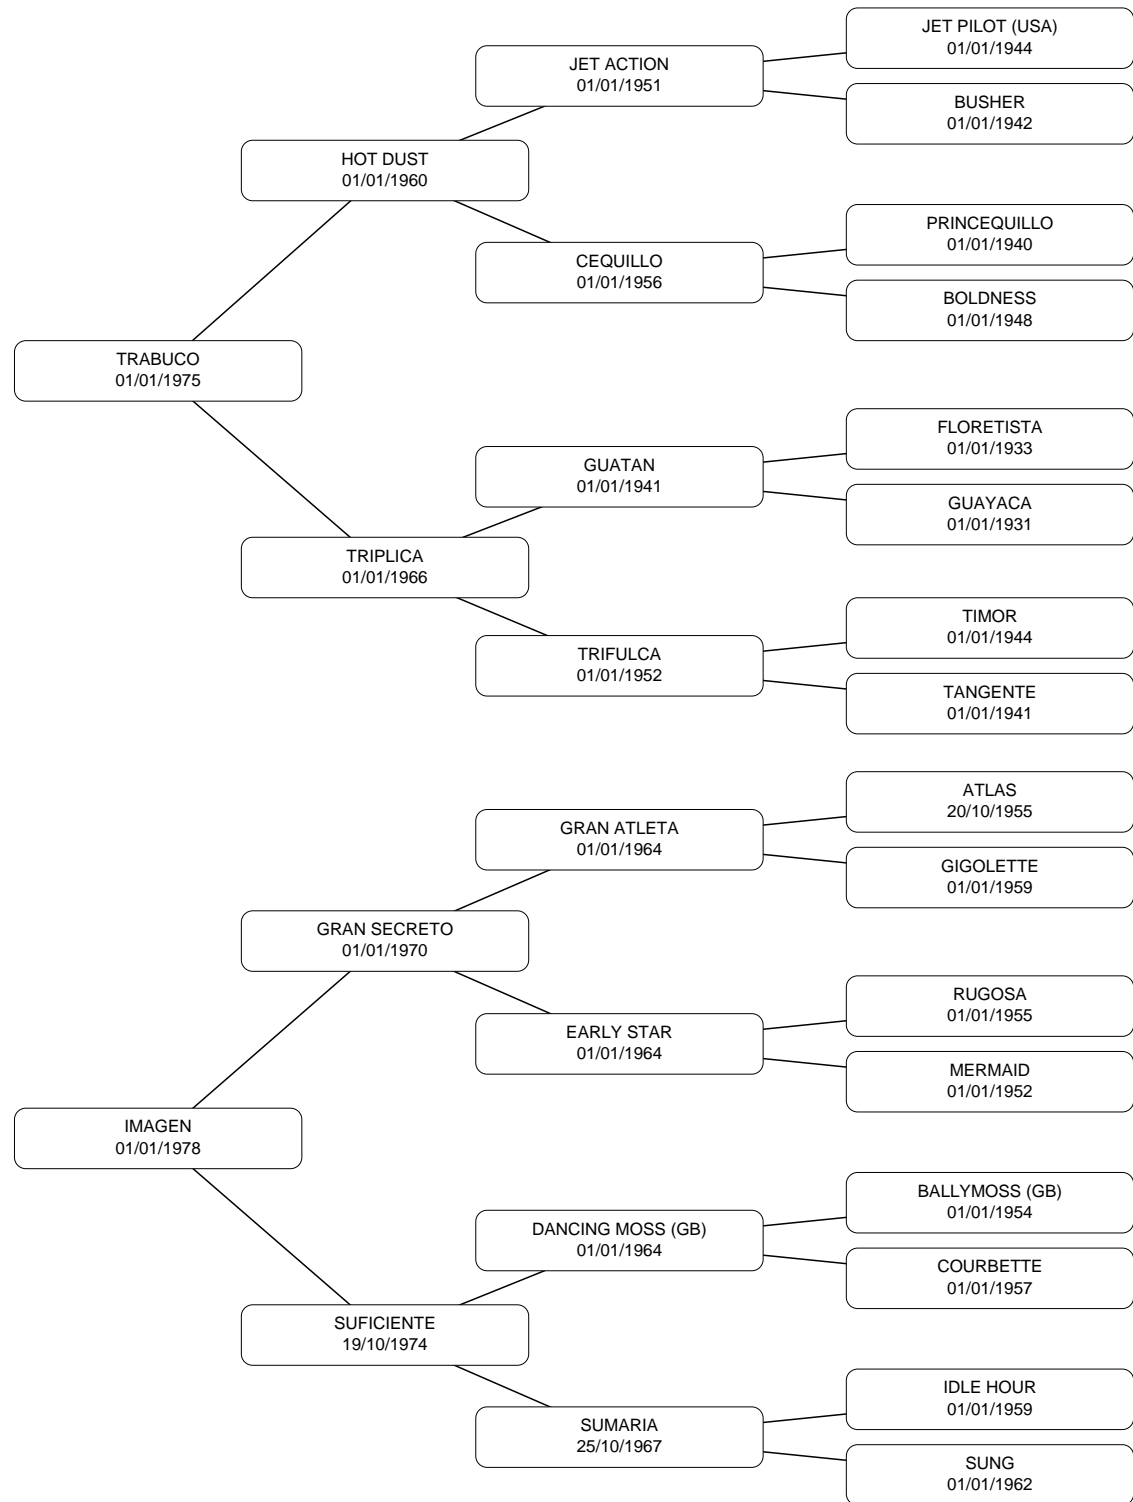 JET PILOT (USA)
01/01/1944
JET ACTION
01/01/1951
BUSHER
01/01/1942
HOT DUST
01/01/1960
PRINCEQUILLO
01/01/1940
CEQUILLO
01/01/1956
BOLDNESS
01/01/1948
TRABUCO
01/01/1975
FLORETISTA
01/01/1933
GUATAN
01/01/1941
GUAYACA
01/01/1931
TRIPLICA
01/01/1966
TIMOR
01/01/1944
TRIFULCA
01/01/1952
TANGENTE
01/01/1941
ATLAS
20/10/1955
GRAN ATLETA
01/01/1964
GIGOLETTE
01/01/1959
GRAN SECRETO
01/01/1970
RUGOSA
01/01/1955
EARLY STAR
01/01/1964
MERMAID
01/01/1952
IMAGEN
01/01/1978
BALLYMOSS (GB)
01/01/1954
DANCING MOSS (GB)
01/01/1964
COURBETTE
01/01/1957
SUFICIENTE
19/10/1974
IDLE HOUR
01/01/1959
SUMARIA
25/10/1967
SUNG
01/01/1962